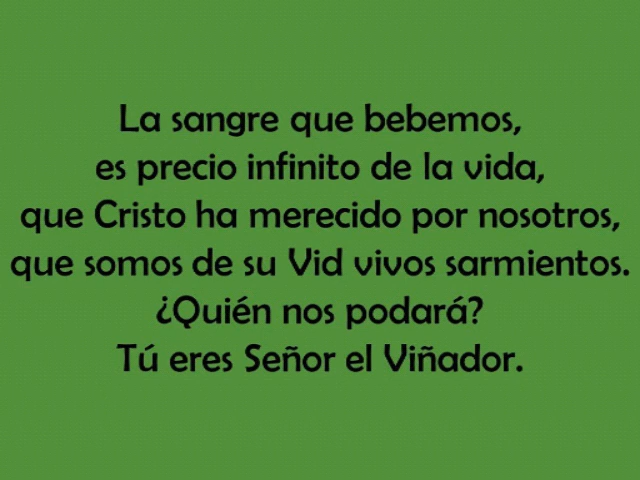 La sangre que bebemos,
es precio infinito de la vida,
que Cristo ha merecido por nosotros,
que somos de su Vid vivos sarmientos.
¿Quién nos podará?
Tú eres Señor el Viñador.